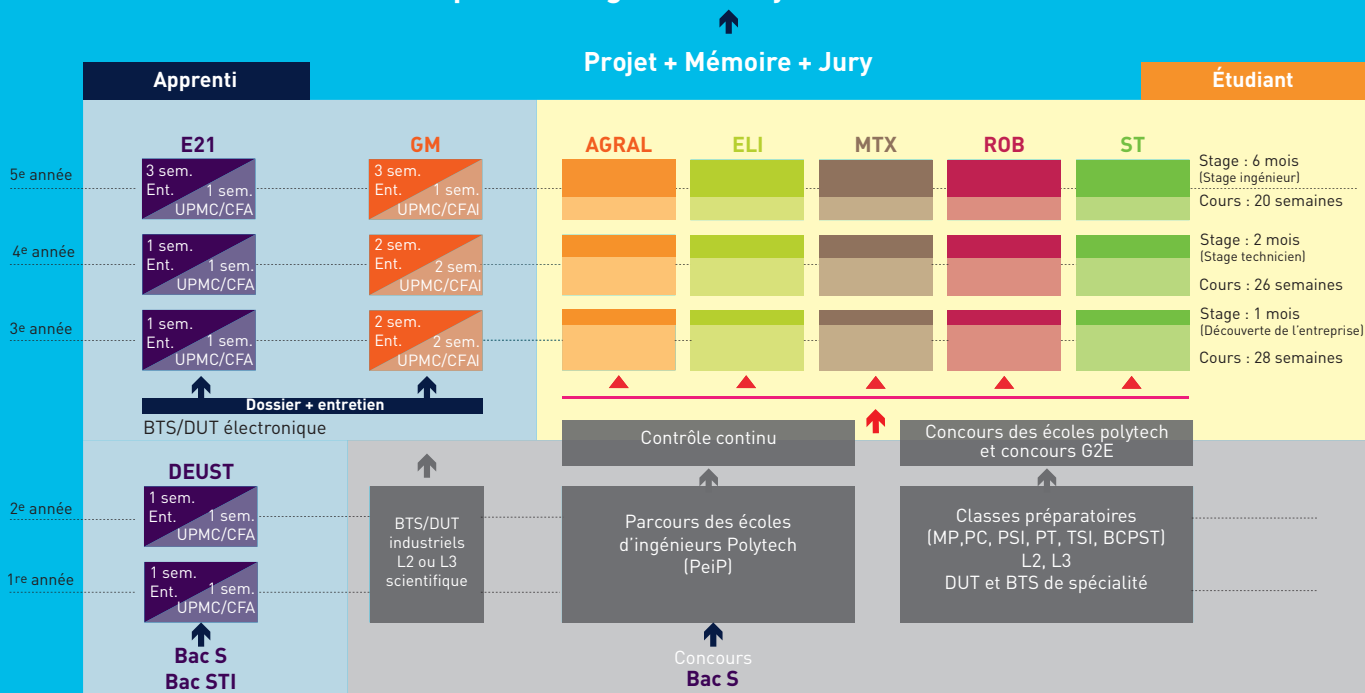 Projet + Mémoire + Jury
Apprenti
Étudiant
E21
GM
AGRAL
ELI
MTX
ROB
ST
5e année
3 sem.
Ent.
1 sem.
UPMC/CFA
3 sem.
Ent.
1 sem.
UPMC/CFAI
Stage : 6 mois
(Stage ingénieur)
Cours : 20 semaines
4e année
1 sem.
Ent.
1 sem.
UPMC/CFA
2 sem.
Ent.
2 sem.
UPMC/CFAI
Stage : 2 mois
(Stage technicien)
Cours : 26 semaines
3e année
1 sem.
Ent.
1 sem.
UPMC/CFA
2 sem.
Ent.
2 sem.
UPMC/CFAI
Stage : 1 mois
(Découverte de l'entreprise)
Cours : 28 semaines
Dossier + entretien
BTS/DUT électronique
Contrôle continu
Concours des écoles polytech
et concours G2E
DEUST
2e année
1 sem.
Ent.
1 sem.
UPMC/CFA
1re année
1 sem.
Ent.
1 sem.
UPMC/CFA
BTS/DUT
industriels
L2 ou L3
scientifique
Parcours des écoles
d'ingénieurs Polytech
(PeiP)
Classes préparatoires
(MP,PC, PSI, PT, TSI, BCPST)
L2, L3
DUT et BTS de spécialité
Bac S
Bac STI
Concours
Bac S